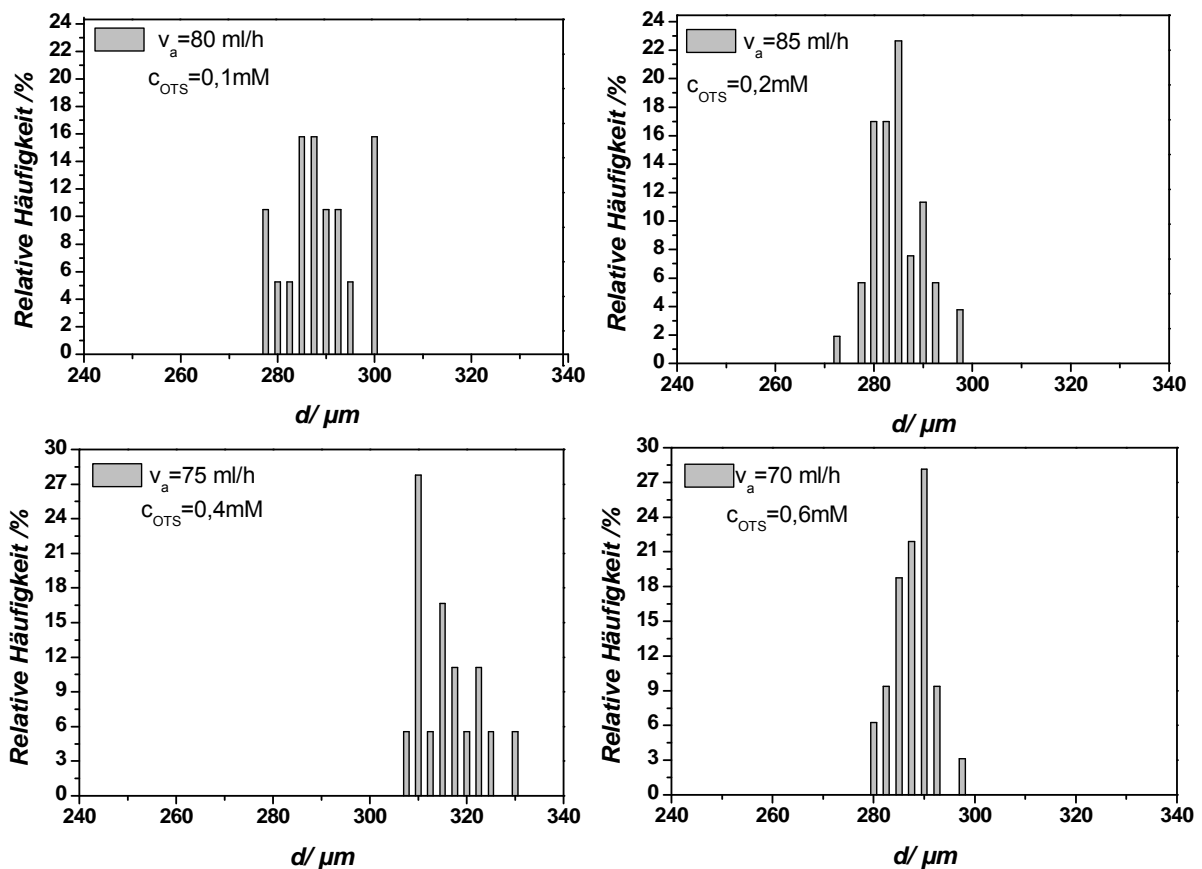 Relative Häufigkeit /%
24
22
20
18
16
14
12
10
8
6
4
2
0
v_a=80 ml/h
c_OTS=0,1mM
240 260 280 300 320 340
d/ µm
Relative Häufigkeit /%
24
22
20
18
16
14
12
10
8
6
4
2
0
v_a=85 ml/h
c_OTS=0,2mM
240 260 280 300 320 340
d/ µm
Relative Häufigkeit /%
30
27
24
21
18
15
12
9
6
3
0
v_a=75 ml/h
c_OTS=0,4mM
240 260 280 300 320 340
d/ µm
Relative Häufigkeit /%
30
27
24
21
18
15
12
9
6
3
0
v_a=70 ml/h
c_OTS=0,6mM
240 260 280 300 320 340
d/ µm